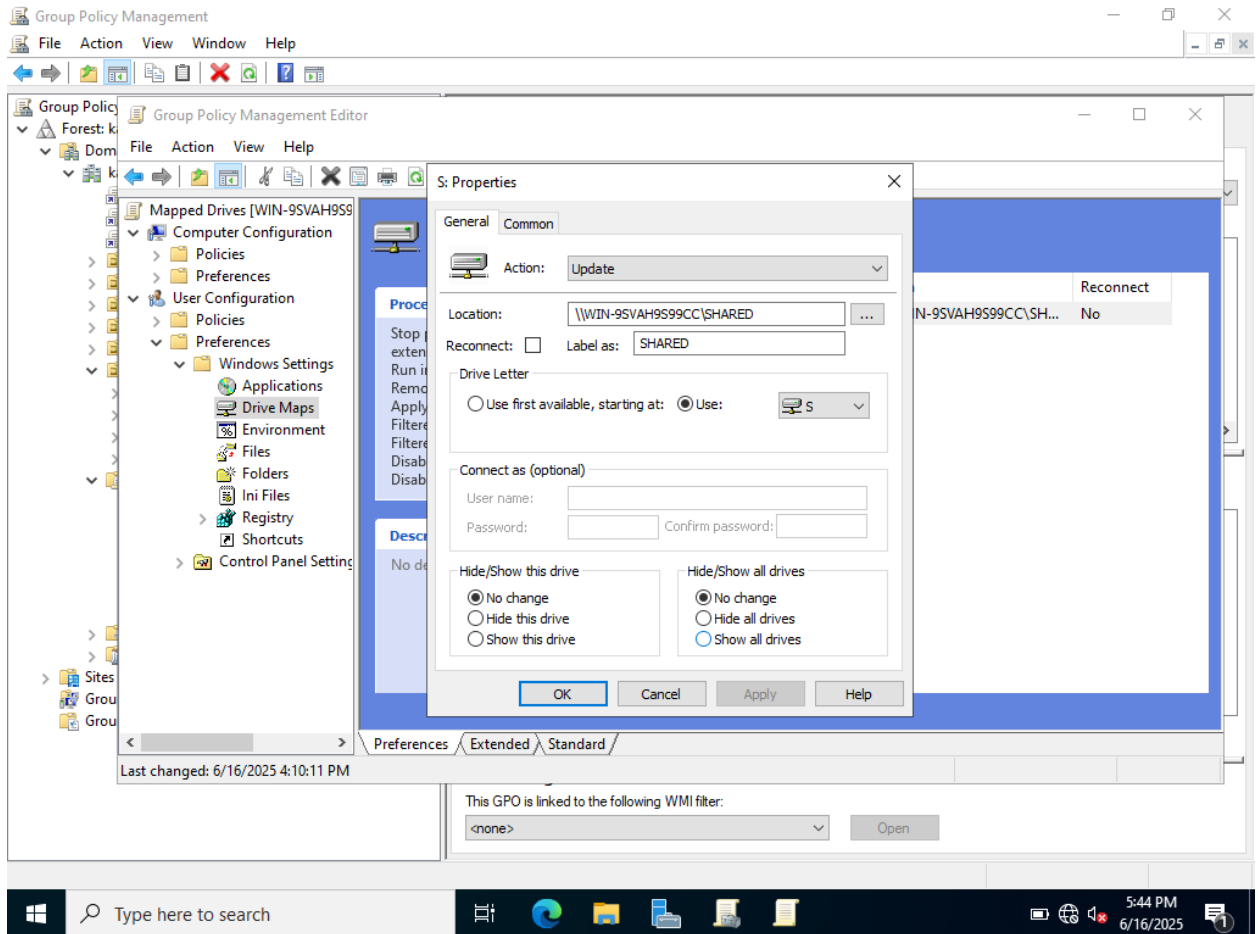 Group Policy Management
File Action View Window Help
Group Policy
Forest: k
Dom
k
Sites
Grou
Grou
Group Policy Management Editor
File Action View Help
Mapped Drives [WIN-9SVAH9S9
Computer Configuration
Policies
Preferences
User Configuration
Policies
Preferences
Windows Settings
Applications
Drive Maps
Environment
Files
Folders
Ini Files
Registry
Shortcuts
Control Panel Setting
Proce
Stop p
exten
Run i
Remo
Apply
Filtere
Filtere
Disab
Disab
Descr
No de
Reconnect
IN-9SVAH9S99CC\SH... No
S: Properties
General Common
Action: Update
Location: \\WIN-9SVAH9S99CC\SHARED ...
Reconnect: Label as: SHARED
Drive Letter
Use first available, starting at: Use: S
Connect as (optional)
User name:
Password: Confirm password:
Hide/Show this drive
No change
Hide this drive
Show this drive
Hide/Show all drives
No change
Hide all drives
Show all drives
OK Cancel Apply Help
Preferences Extended Standard
Last changed: 6/16/2025 4:10:11 PM
This GPO is linked to the following WMI filter:
<none> Open
Type here to search
5:44 PM
6/16/2025
1